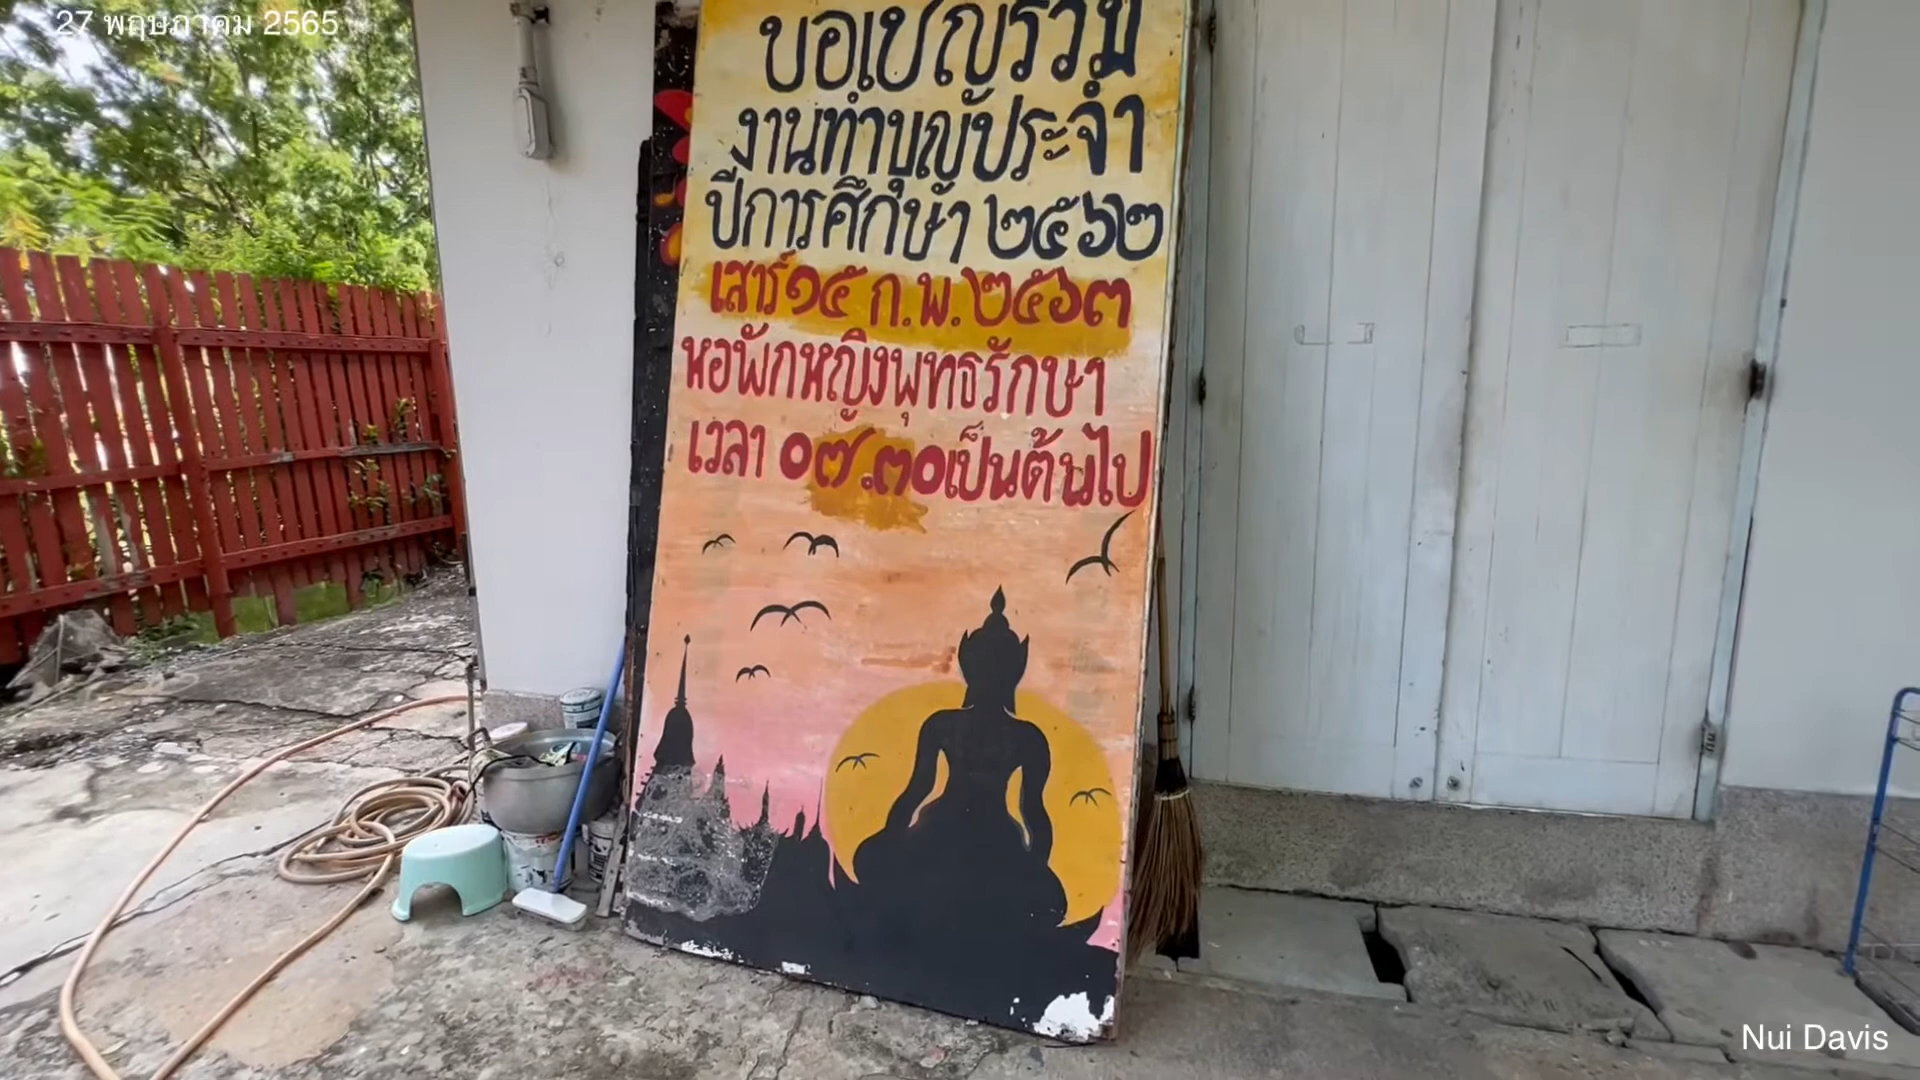 27 พฤษภาคม 2565
ขอเชิญร่วม
งานทำบุญประจำ
ปีการศึกษา ๒๕๖๒
เสาร์ ๑๕ ก.พ. ๒๕๖๓
หอพักหญิงพุทธรักษา
เวลา ๐๗.๓๐ เป็นต้นไป
Nui Davis